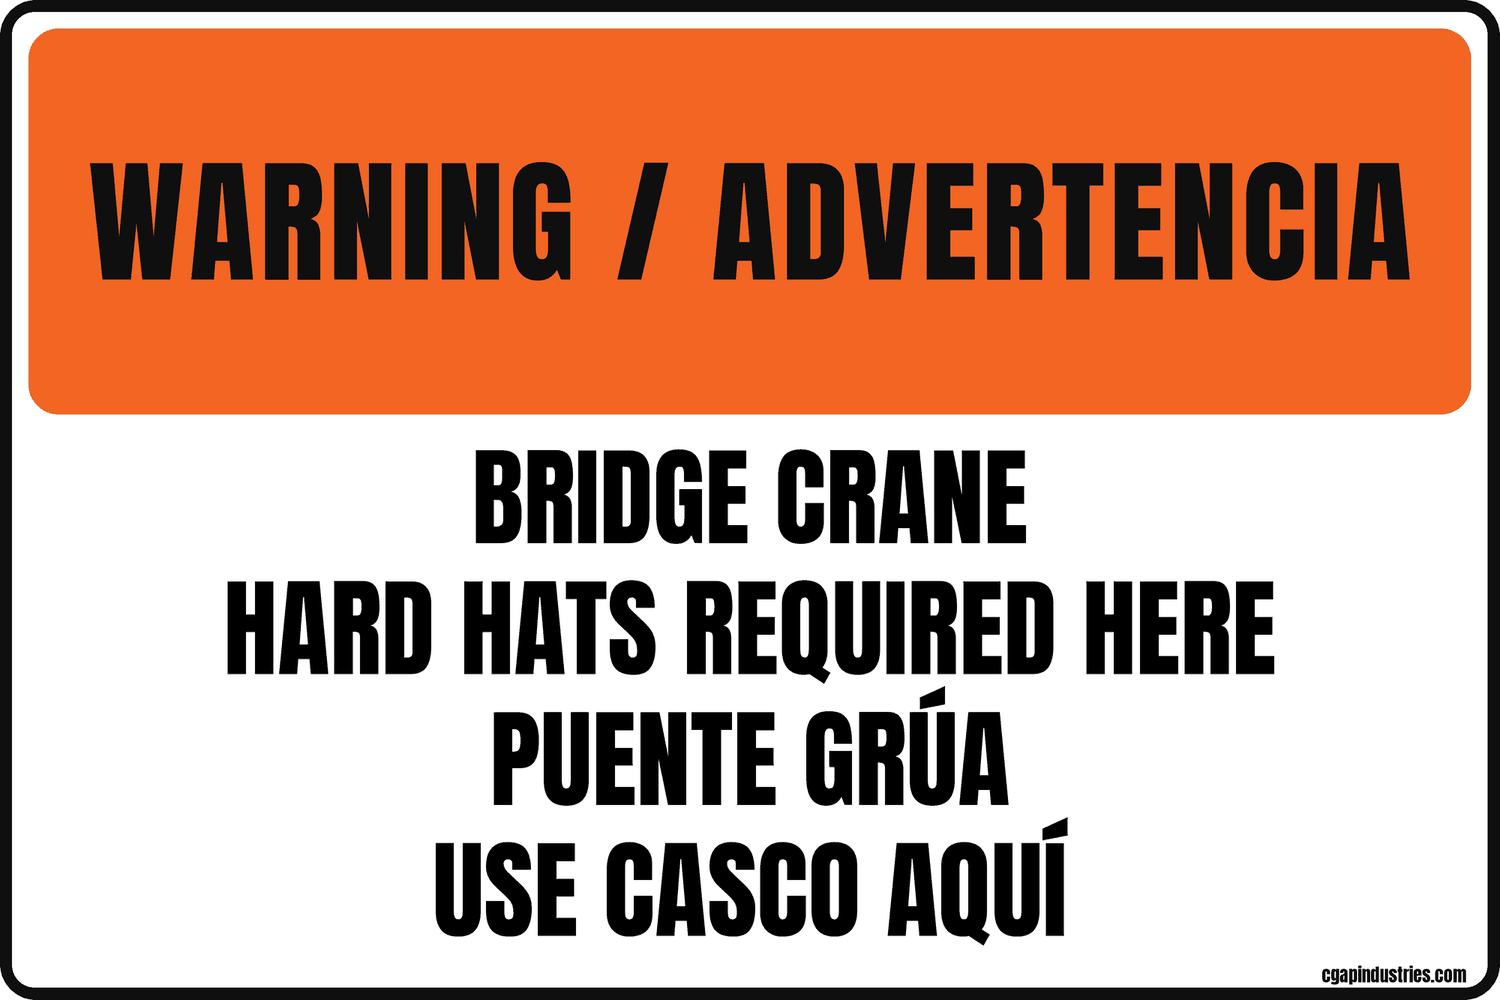 WARNING / ADVERTENCIA
BRIDGE CRANE
HARD HATS REQUIRED HERE
PUENTE GRÚA
USE CASCO AQUÍ
cgapindustries.com